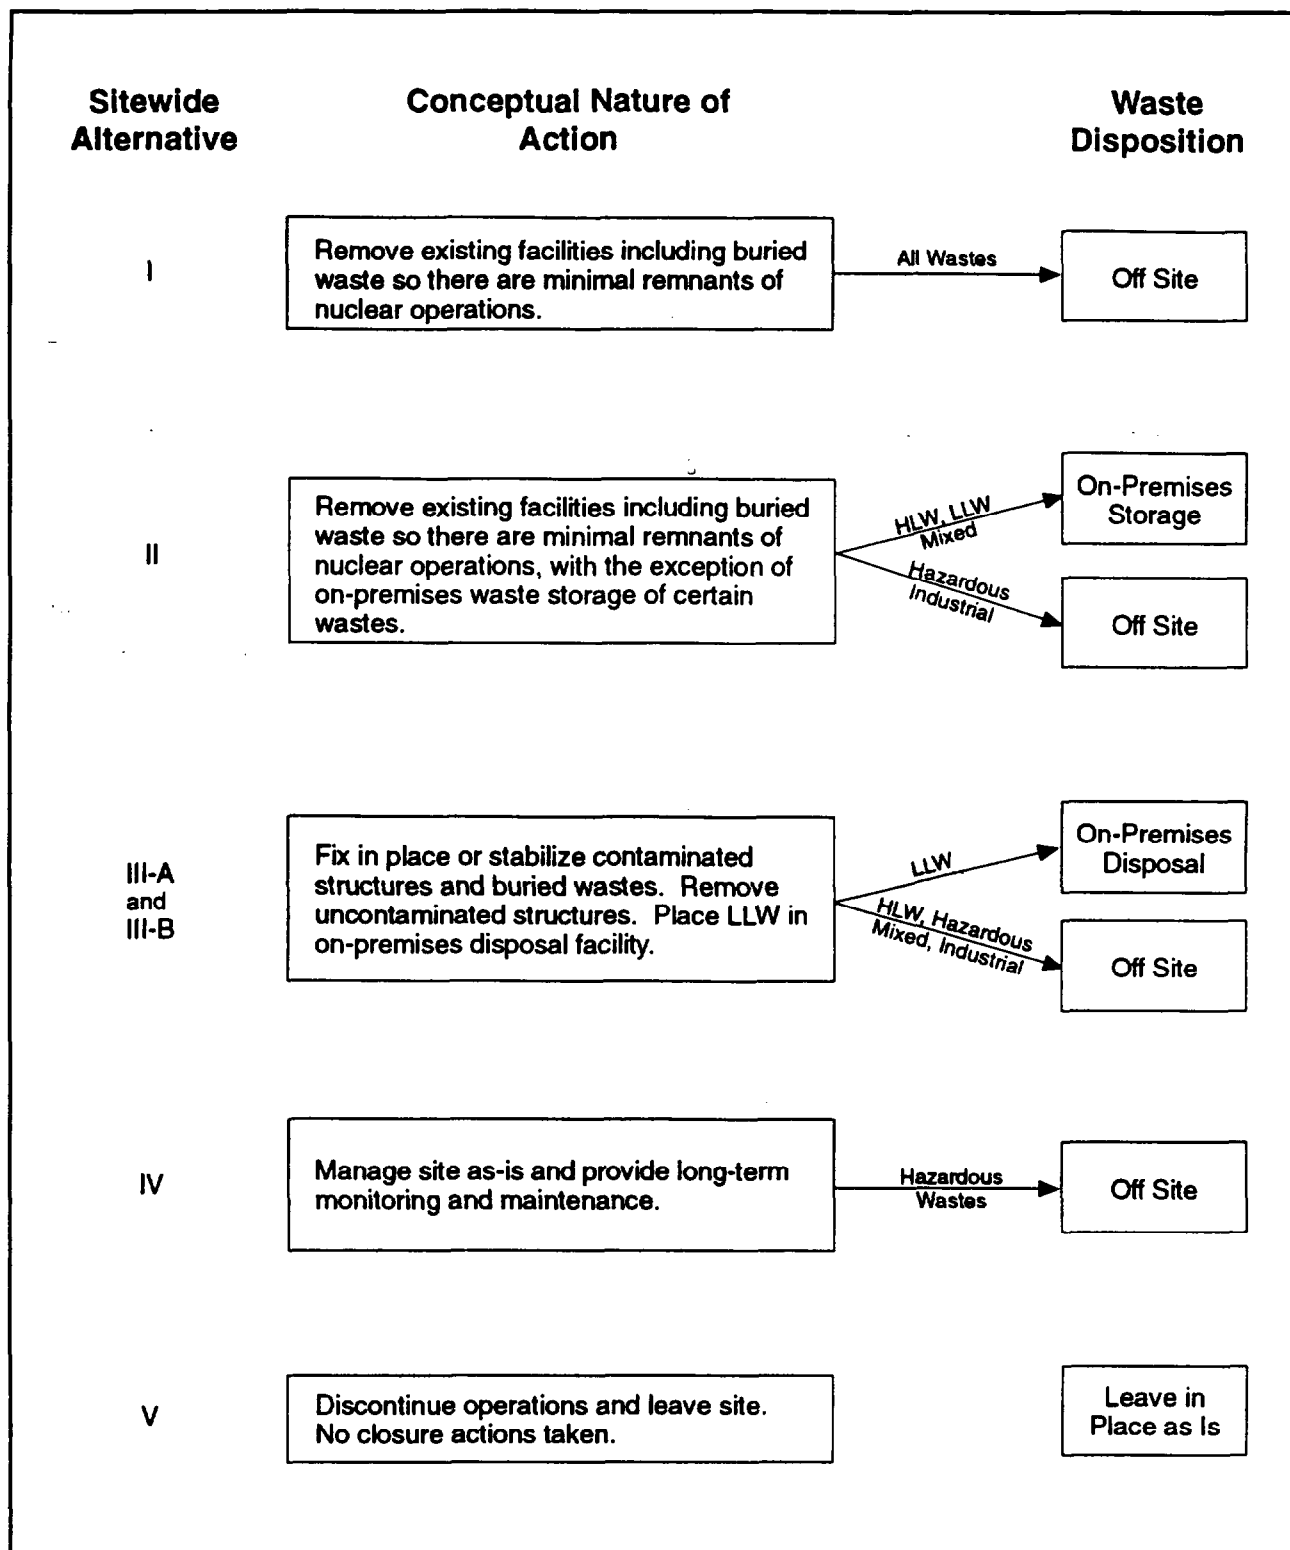 Sitewide
Alternative
Conceptual Nature of
Action
Waste
Disposition
I
Remove existing facilities including buried
waste so there are minimal remnants of
nuclear operations.
All Wastes
Off Site
II
Remove existing facilities including buried
waste so there are minimal remnants of
nuclear operations, with the exception of
on-premises waste storage of certain
wastes.
HLW, LLW
Mixed
On-Premises
Storage
Hazardous
Industrial
Off Site
III-A
and
III-B
Fix in place or stabilize contaminated
structures and buried wastes. Remove
uncontaminated structures. Place LLW in
on-premises disposal facility.
LLW
On-Premises
Disposal
HLW, Hazardous
Mixed, Industrial
Off Site
IV
Manage site as-is and provide long-term
monitoring and maintenance.
Hazardous
Wastes
Off Site
V
Discontinue operations and leave site.
No closure actions taken.
Leave in
Place as Is